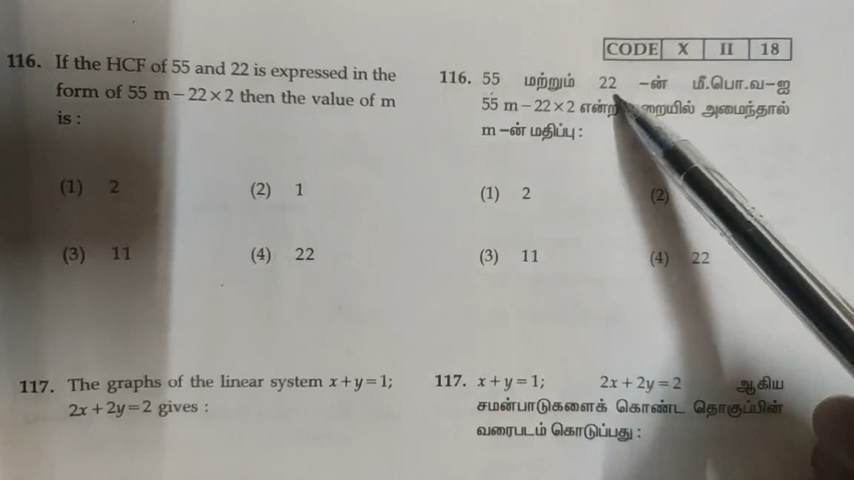 CODE X II 18
116. If the HCF of 55 and 22 is expressed in the
form of 55 m – 22 × 2 then the value of m
is :
(1) 2
(2) 1
(3) 11
(4) 22
117. The graphs of the linear system x + y = 1;
2x + 2y = 2 gives :
116. 55 மற்றும் 22 –ன் மீ.பொ.வ–ஐ
55 m – 22 × 2 என்ற அமைந்தால்
m –ன் மதிப்பு :
(1) 2
(2)
(3) 11
(4) 22
117. x + y = 1; 2x + 2y = 2 ஆகிய
சமன்பாடுகளைக் கொண்ட தொகுப்பின்
வரைபடம் கொடுப்பது :